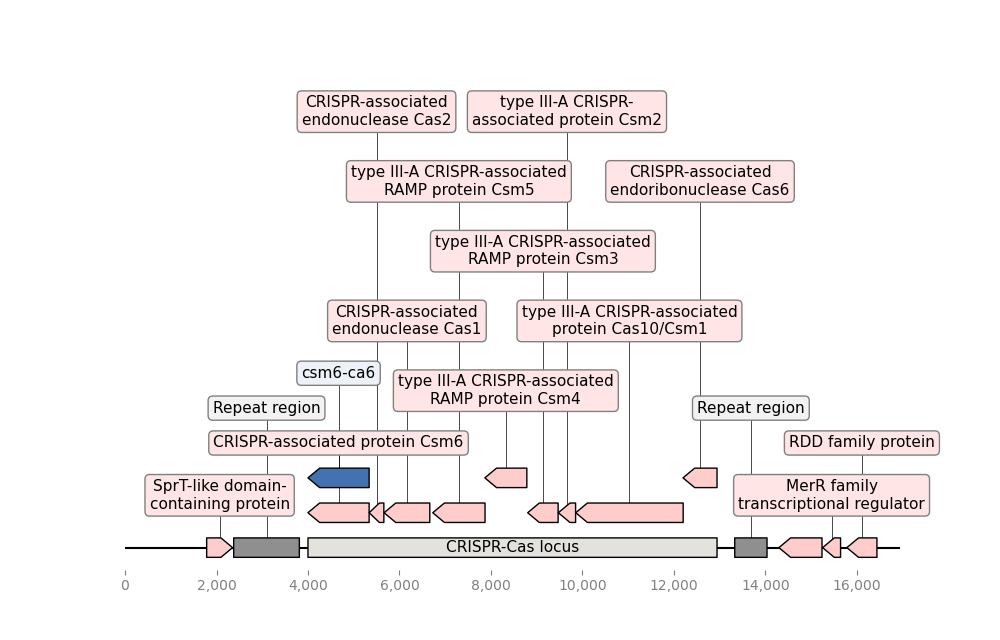 CRISPR-associated
endonuclease Cas2
type III-A CRISPR-
associated protein Csm2
type III-A CRISPR-associated
RAMP protein Csm5
CRISPR-associated
endoribonuclease Cas6
type III-A CRISPR-associated
RAMP protein Csm3
CRISPR-associated
endonuclease Cas1
type III-A CRISPR-associated
protein Cas10/Csm1
csm6-ca6
type III-A CRISPR-associated
RAMP protein Csm4
Repeat region
Repeat region
CRISPR-associated protein Csm6
RDD family protein
SprT-like domain-
containing protein
MerR family
transcriptional regulator
CRISPR-Cas locus
0 2,000 4,000 6,000 8,000 10,000 12,000 14,000 16,000